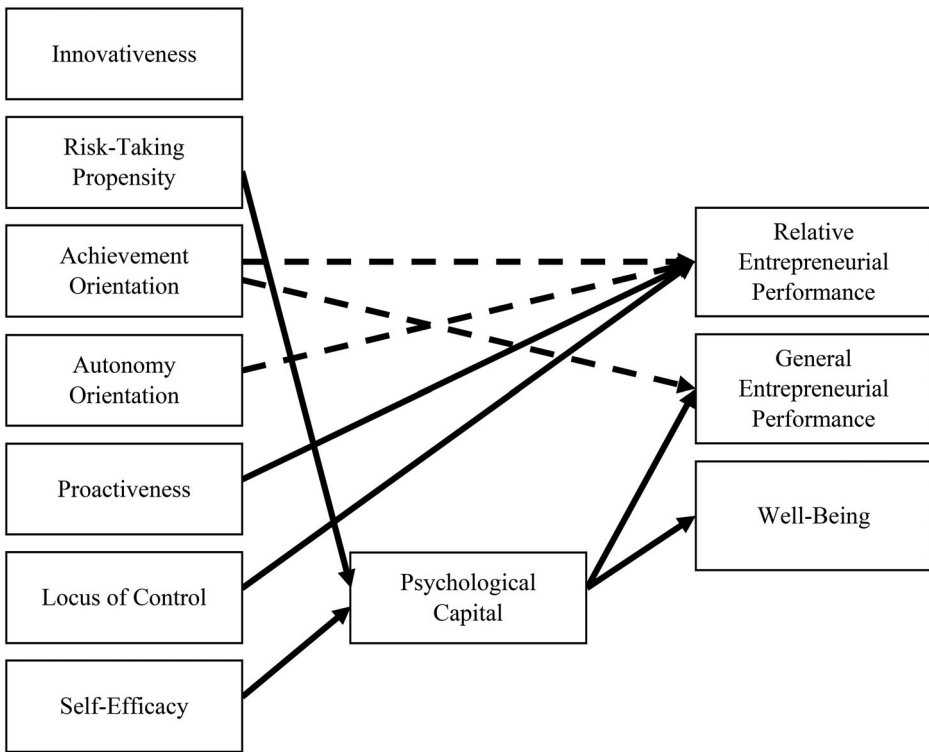 Innovativeness
Risk-Taking
Propensity
Achievement
Orientation
Autonomy
Orientation
Proactiveness
Locus of Control
Self-Efficacy
Psychological
Capital
Relative
Entrepreneurial
Performance
General
Entrepreneurial
Performance
Well-Being